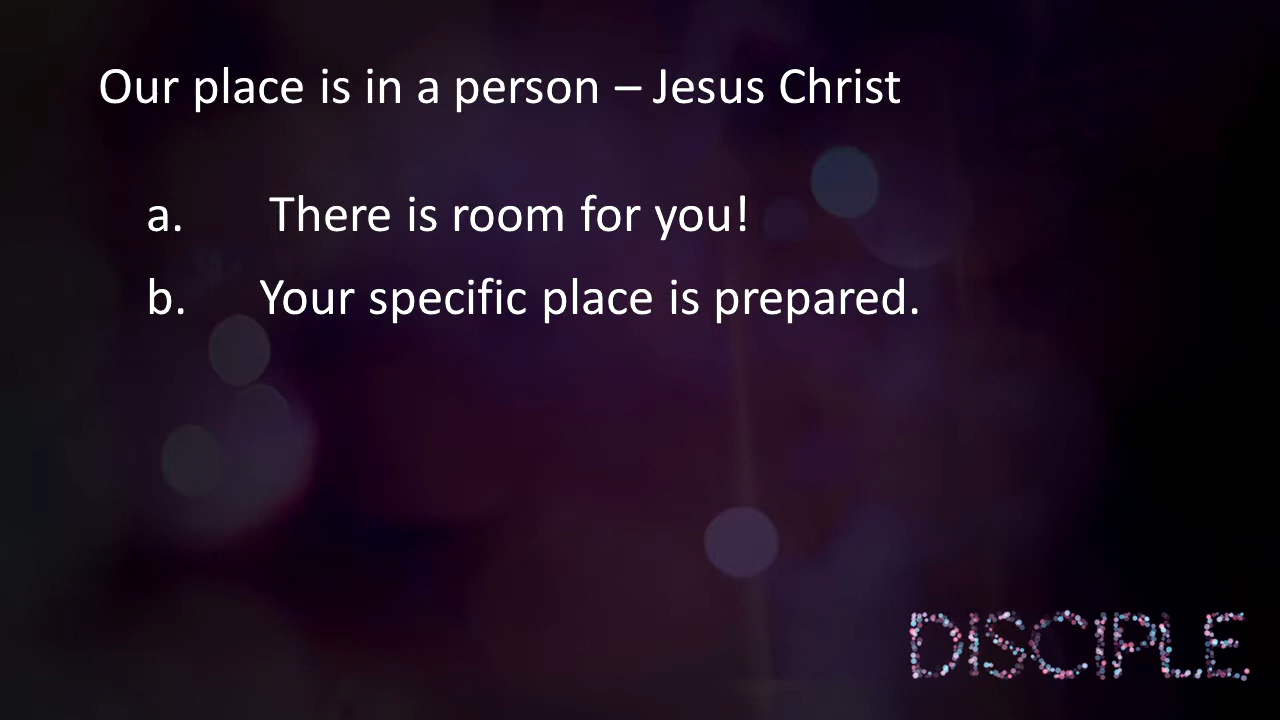 Our place is in a person – Jesus Christ
a. There is room for you!
b. Your specific place is prepared.
DISCIPLE